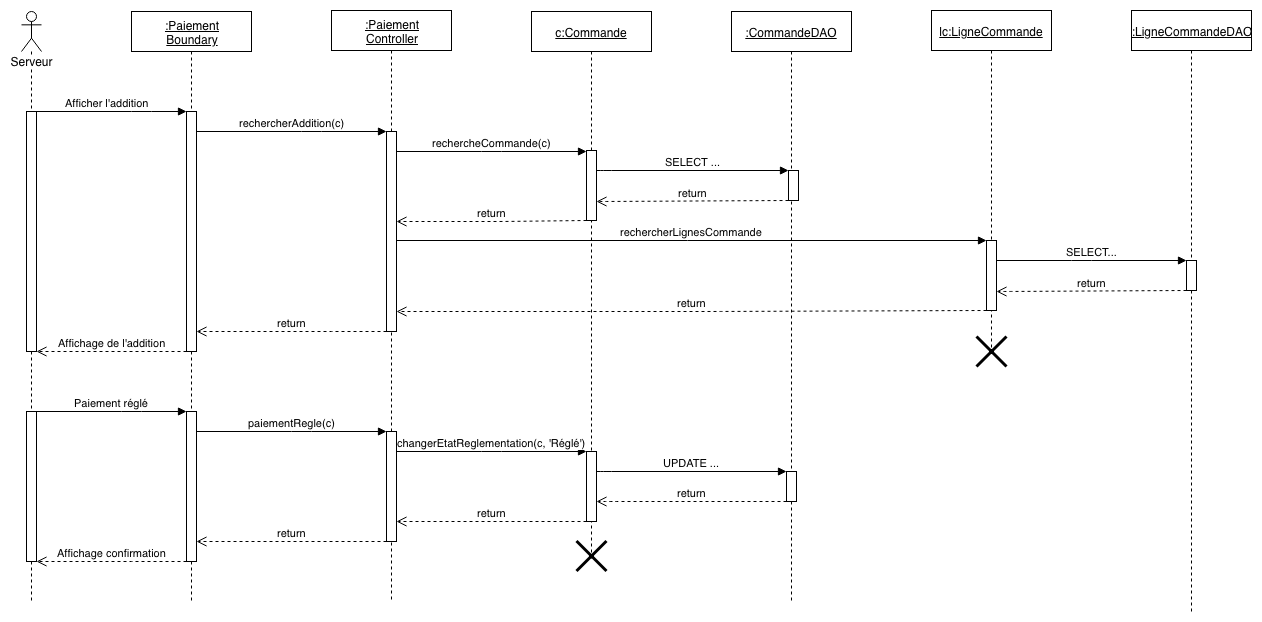 :Paiement
Boundary
:Paiement
Controller
c:Commande
:CommandeDAO
lc:LigneCommande
:LigneCommandeDAO
Serveur
Afficher l'addition
rechercherAddition(c)
rechercheCommande(c)
SELECT ...
return
return
rechercherLignesCommande
SELECT...
return
return
return
Affichage de l'addition
Paiement réglé
paiementRegle(c)
changerEtatReglementation(c, 'Réglé')
UPDATE ...
return
return
return
Affichage confirmation